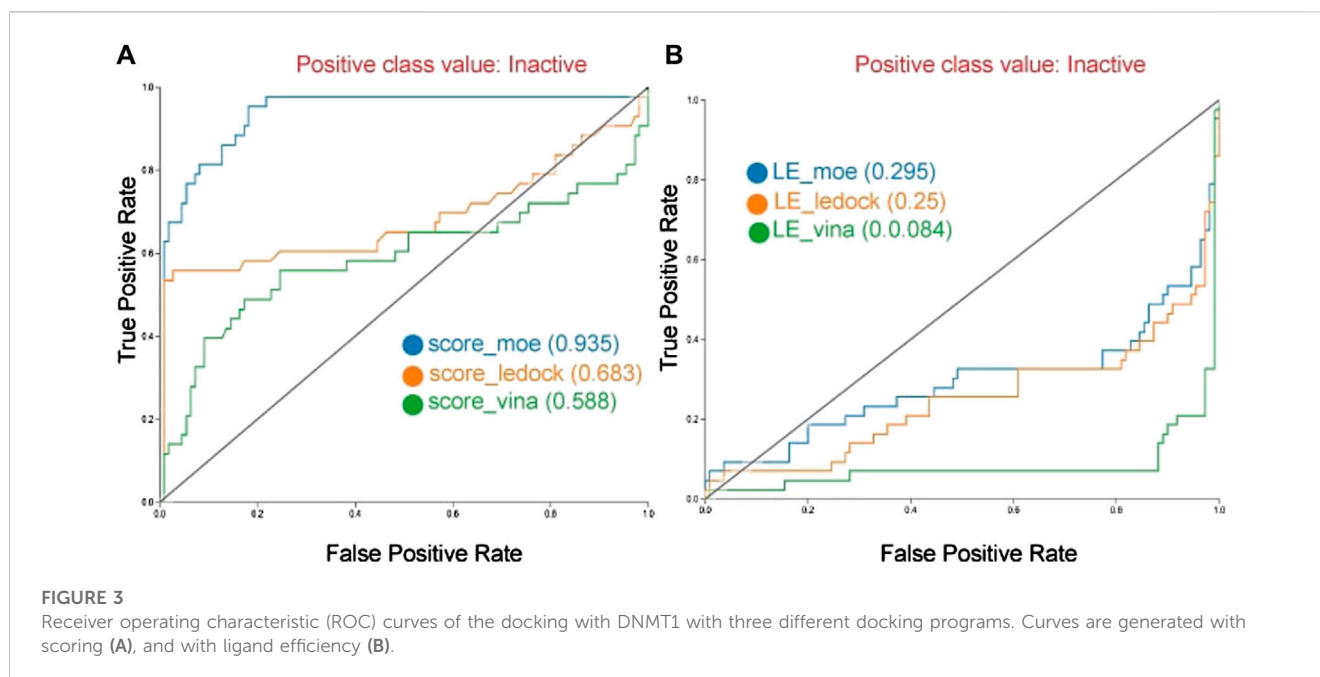 A
Positive class value: Inactive
1.0
0.8
0.6
0.4
0.2
0.0
0.0 0.2 0.4 0.6 0.8 1.0
True Positive Rate
False Positive Rate
score_moe (0.935)
score_ledock (0.683)
score_vina (0.588)
B
Positive class value: Inactive
1.0
0.8
0.6
0.4
0.2
0.0
0.0 0.2 0.4 0.6 0.8 1.0
True Positive Rate
False Positive Rate
LE_moe (0.295)
LE_ledock (0.25)
LE_vina (0.0.084)
FIGURE 3
Receiver operating characteristic (ROC) curves of the docking with DNMT1 with three different docking programs. Curves are generated with
scoring (A), and with ligand efficiency (B).